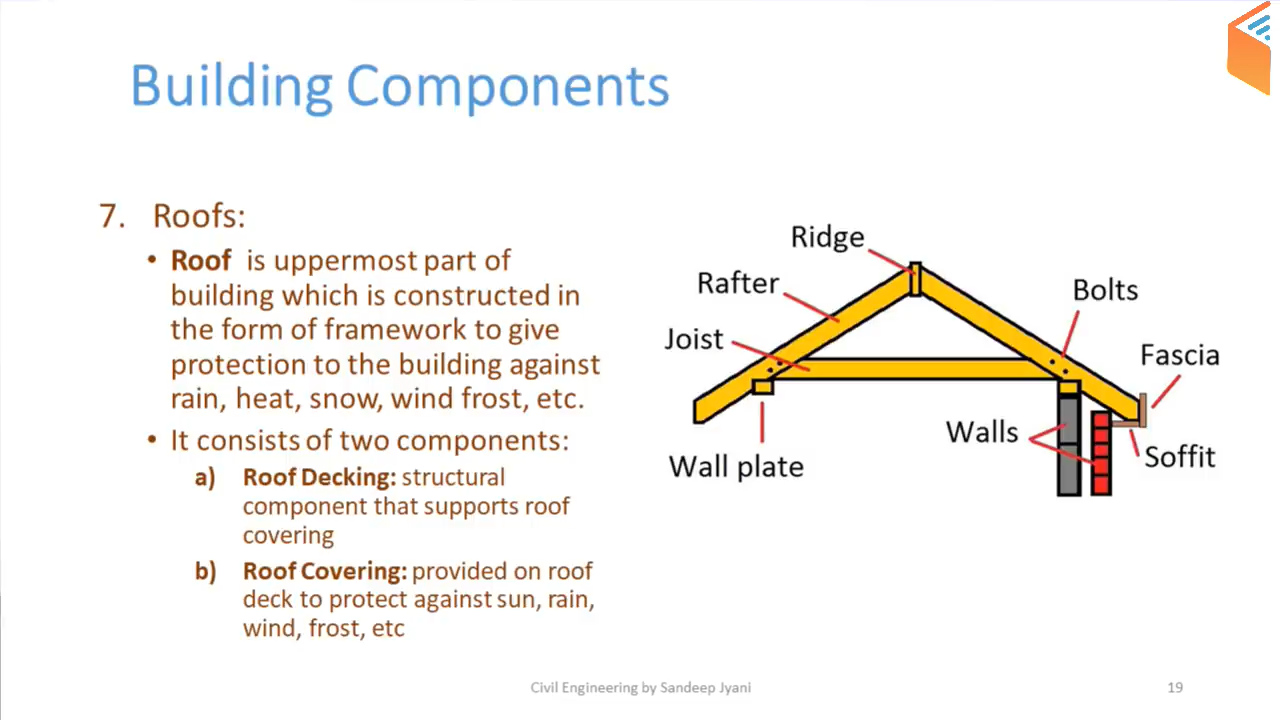 Building Components
7. Roofs:
• Roof is uppermost part of
building which is constructed in
the form of framework to give
protection to the building against
rain, heat, snow, wind frost, etc.
• It consists of two components:
a) Roof Decking: structural
component that supports roof
covering
b) Roof Covering: provided on roof
deck to protect against sun, rain,
wind, frost, etc
Ridge
Rafter
Bolts
Joist
Fascia
Walls
Soffit
Wall plate
Civil Engineering by Sandeep Jyani
19